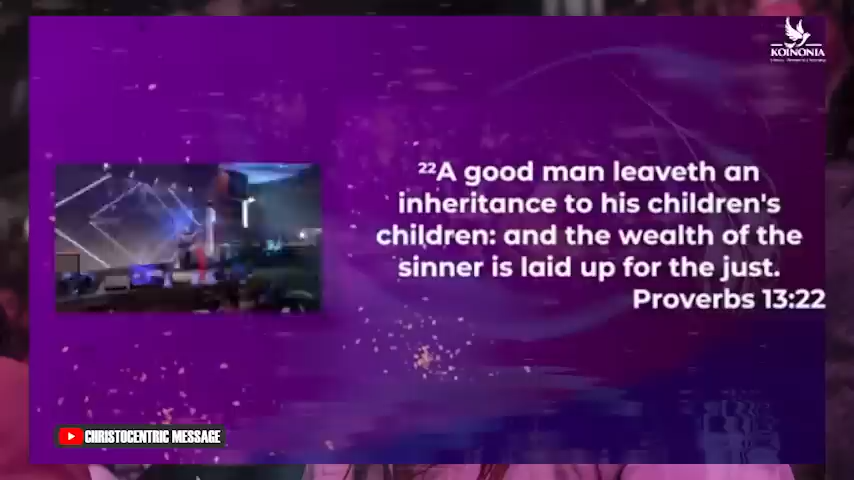 KOINONIA
²²A good man leaveth an
inheritance to his children's
children: and the wealth of the
sinner is laid up for the just.
Proverbs 13:22
CHRISTOCENTRIC MESSAGE